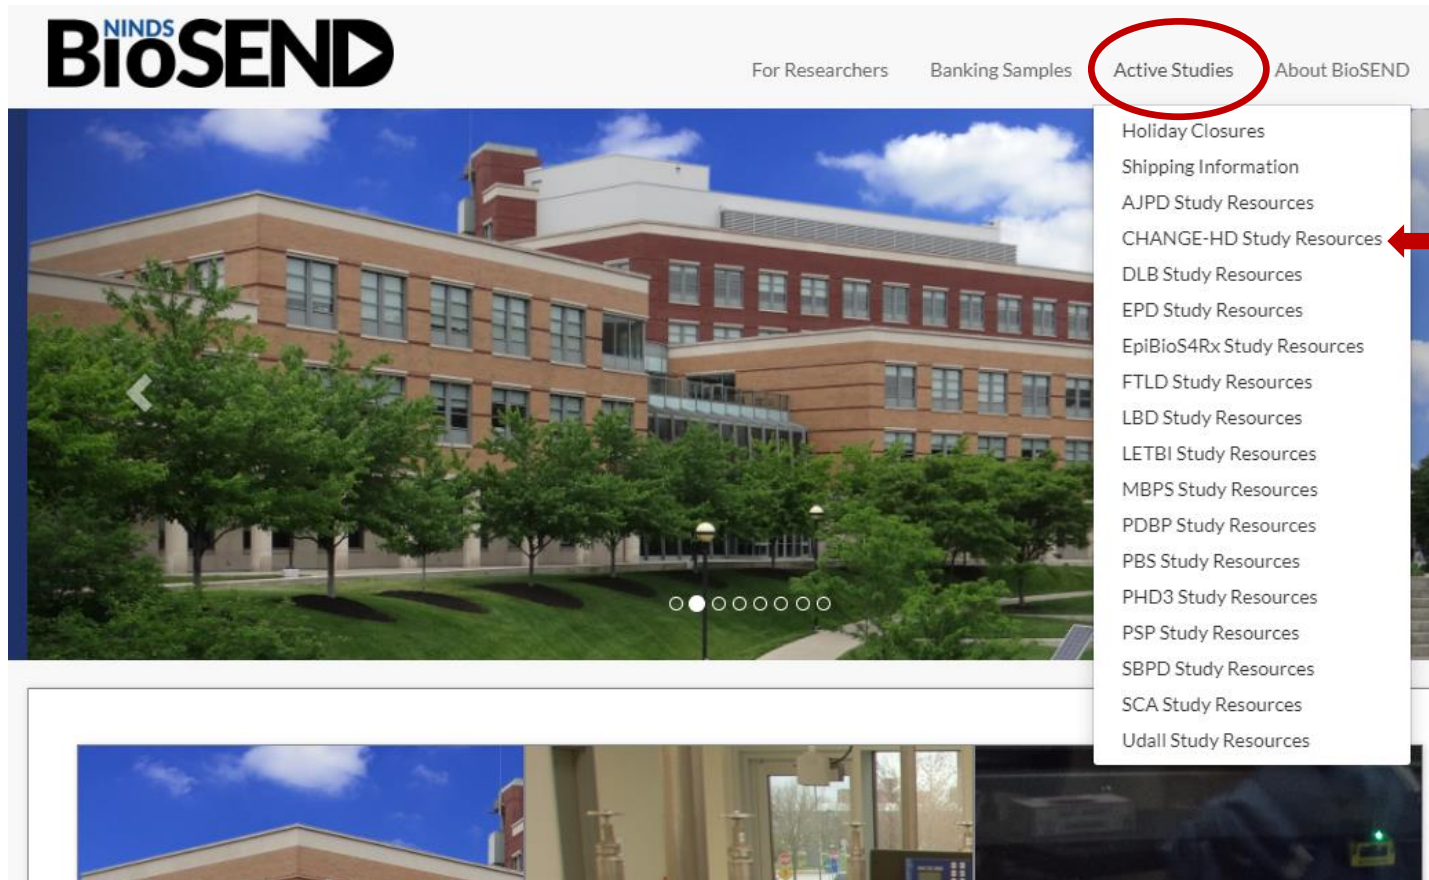 NINDS
BioSEND
For Researchers Banking Samples Active Studies About BioSEND
Holiday Closures
Shipping Information
AJPD Study Resources
CHANGE-HD Study Resources
DLB Study Resources
EPD Study Resources
EpiBioS4Rx Study Resources
FTLD Study Resources
LBD Study Resources
LETBI Study Resources
MBPS Study Resources
PDBP Study Resources
PBS Study Resources
PHD3 Study Resources
PSP Study Resources
SBPD Study Resources
SCA Study Resources
Udall Study Resources